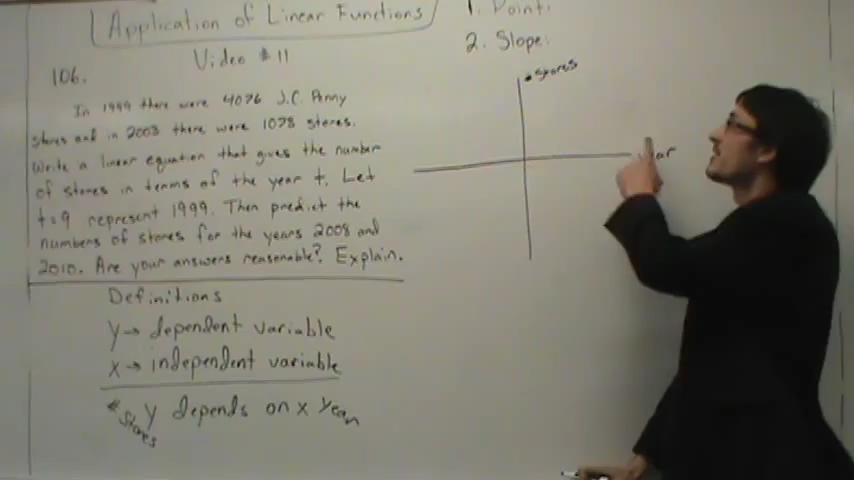 Application of Linear Functions
Video #11
106.
In 1999 there were 4076 J.C. Penny
stores and in 2003 there were 1078 stores.
Write a linear equation that gives the number
of stores in terms of the year t. Let
t=9 represent 1999. Then predict the
numbers of stores for the years 2008 and
2010. Are your answers reasonable? Explain.
Definitions
y→ dependent variable
x→ independent variable
# stores y depends on x year
1. Point:
2. Slope:
# stores